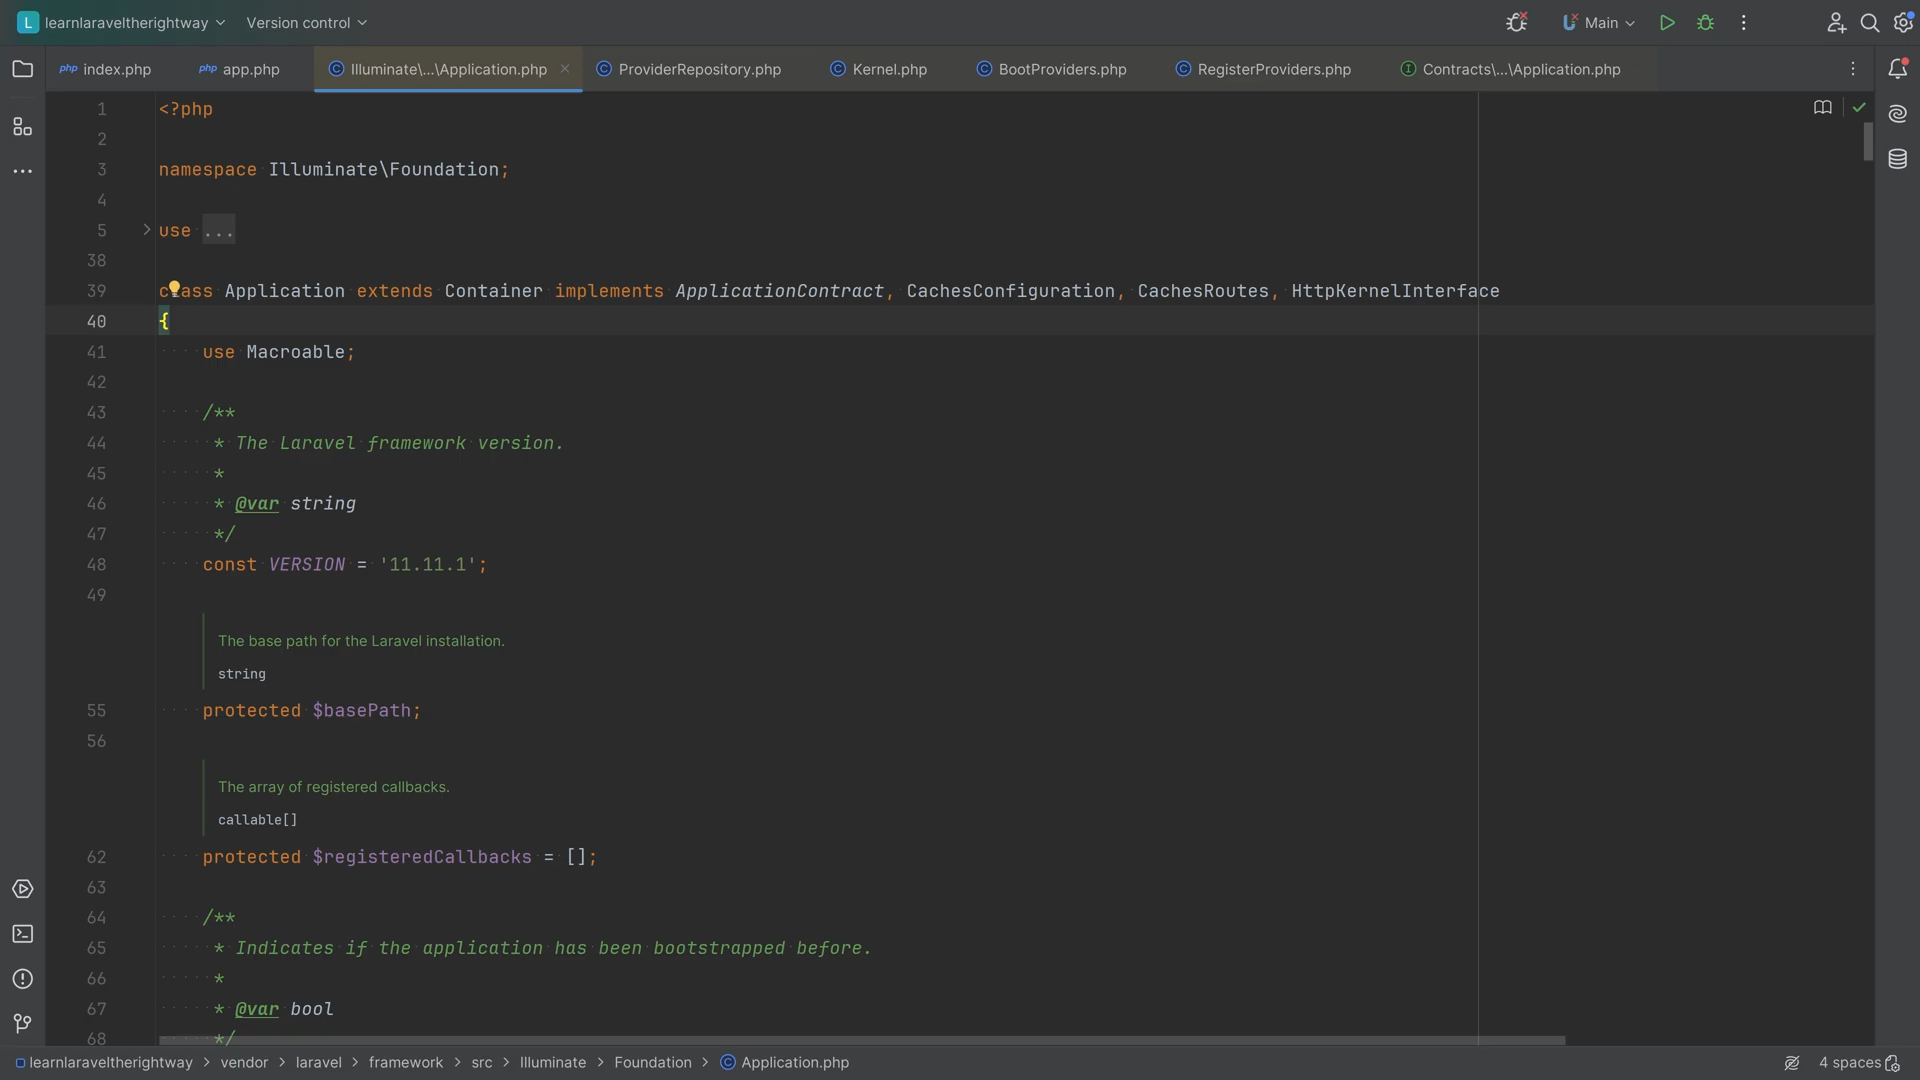 L learnlaraveltherightway Version control Main
index.php app.php Illuminate\...\Application.php ProviderRepository.php Kernel.php BootProviders.php RegisterProviders.php Contracts\...\Application.php
1 <?php
2
3 namespace Illuminate\Foundation;
4
5 use ...
38
39 class Application extends Container implements ApplicationContract, CachesConfiguration, CachesRoutes, HttpKernelInterface
40 {
41 use Macroable;
42
43 /**
44 * The Laravel framework version.
45 *
46 * @var string
47 */
48 const VERSION = '11.11.1';
49
The base path for the Laravel installation.
string
55 protected $basePath;
56
The array of registered callbacks.
callable[]
62 protected $registeredCallbacks = [];
63
64 /**
65 * Indicates if the application has been bootstrapped before.
66 *
67 * @var bool
68 */
learnlaraveltherightway > vendor > laravel > framework > src > Illuminate > Foundation > Application.php 4 spaces